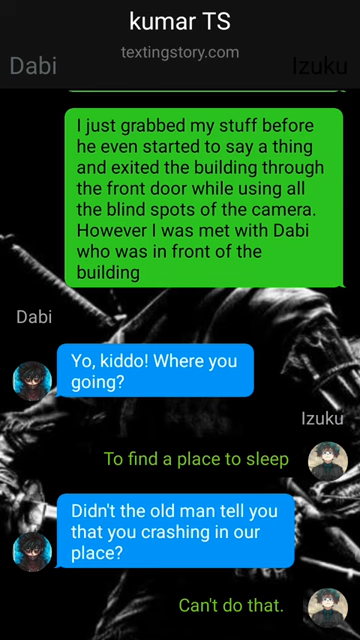 kumar TS
textingstory.com
Dabi
Izuku
I just grabbed my stuff before
he even started to say a thing
and exited the building through
the front door while using all
the blind spots of the camera.
However I was met with Dabi
who was in front of the
building
Dabi
Yo, kiddo! Where you
going?
Izuku
To find a place to sleep
Didn't the old man tell you
that you crashing in our
place?
Can't do that.